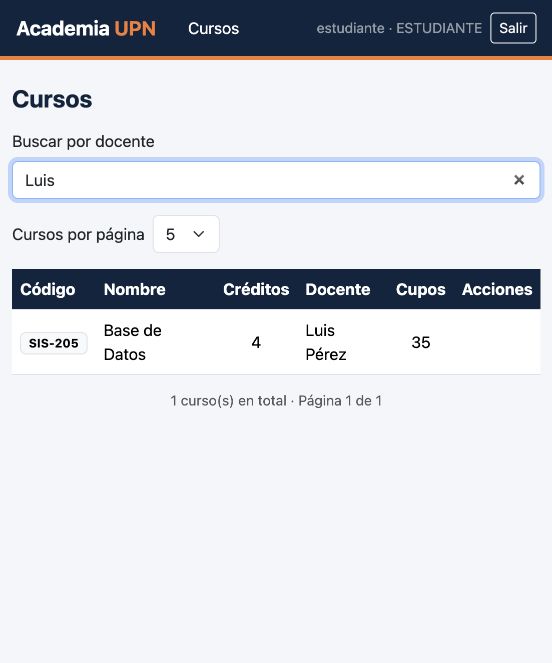 Academia UPN Cursos estudiante · ESTUDIANTE Salir
Cursos
Buscar por docente
Luis ×
Cursos por página 5
Código Nombre Créditos Docente Cupos Acciones
SIS-205 Base de Datos 4 Luis Pérez 35
1 curso(s) en total · Página 1 de 1